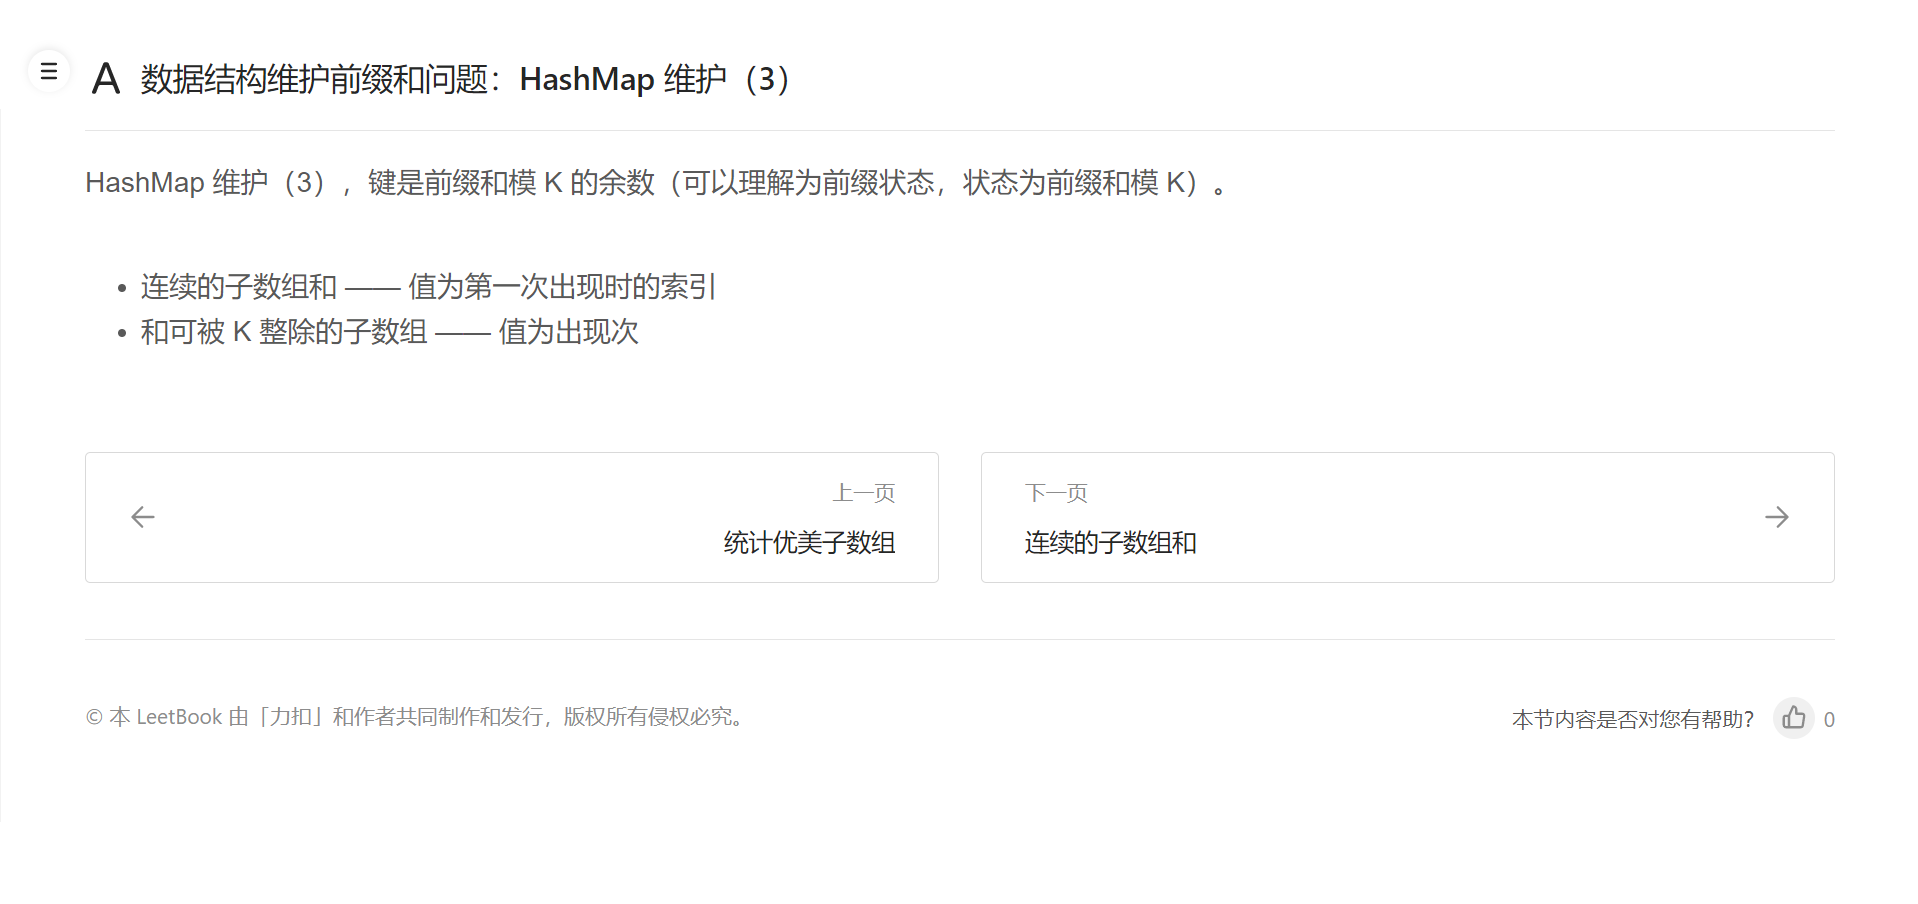 A 数据结构维护前缀和问题：HashMap 维护（3）
HashMap 维护（3），键是前缀和模 K 的余数（可以理解为前缀状态，状态为前缀和模 K）。
• 连续的子数组和 —— 值为第一次出现时的索引
• 和可被 K 整除的子数组 —— 值为出现次
上一页
统计优美子数组
下一页
连续的子数组和
© 本 LeetBook 由「力扣」和作者共同制作和发行，版权所有侵权必究。
本节内容是否对您有帮助？ 0